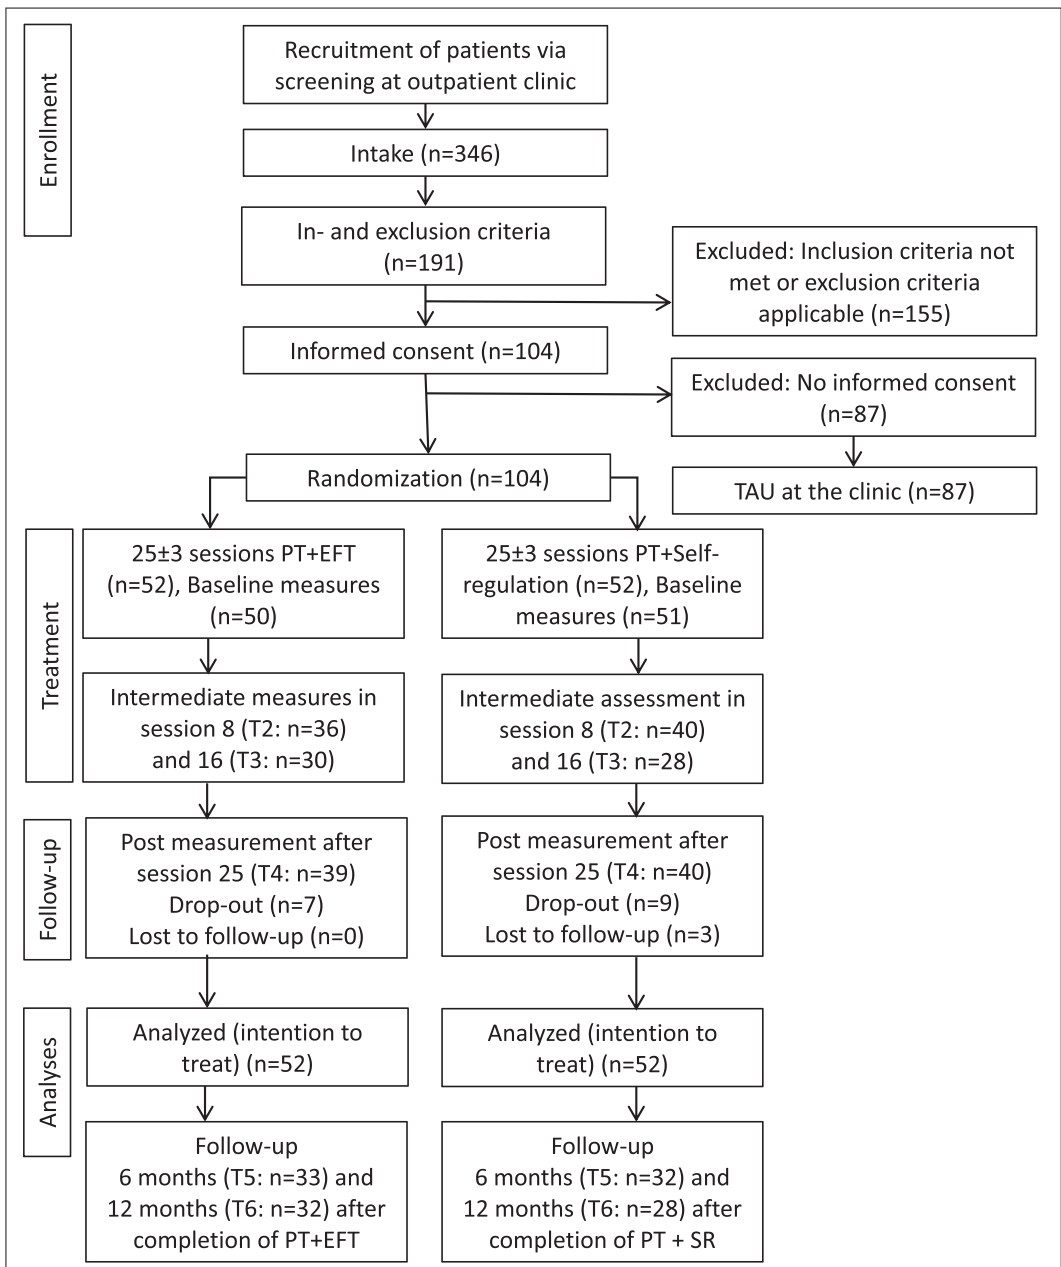 Enrollment
Recruitment of patients via
screening at outpatient clinic
Intake (n=346)
In- and exclusion criteria
(n=191)
Excluded: Inclusion criteria not
met or exclusion criteria
applicable (n=155)
Informed consent (n=104)
Excluded: No informed consent
(n=87)
TAU at the clinic (n=87)
Randomization (n=104)
Treatment
25±3 sessions PT+EFT
(n=52), Baseline measures
(n=50)
25±3 sessions PT+Self-
regulation (n=52), Baseline
measures (n=51)
Intermediate measures in
session 8 (T2: n=36)
and 16 (T3: n=30)
Intermediate assessment in
session 8 (T2: n=40)
and 16 (T3: n=28)
Follow-up
Post measurement after
session 25 (T4: n=39)
Drop-out (n=7)
Lost to follow-up (n=0)
Post measurement after
session 25 (T4: n=40)
Drop-out (n=9)
Lost to follow-up (n=3)
Analyses
Analyzed (intention to
treat) (n=52)
Analyzed (intention to
treat) (n=52)
Follow-up
6 months (T5: n=33) and
12 months (T6: n=32) after
completion of PT+EFT
Follow-up
6 months (T5: n=32) and
12 months (T6: n=28) after
completion of PT + SR